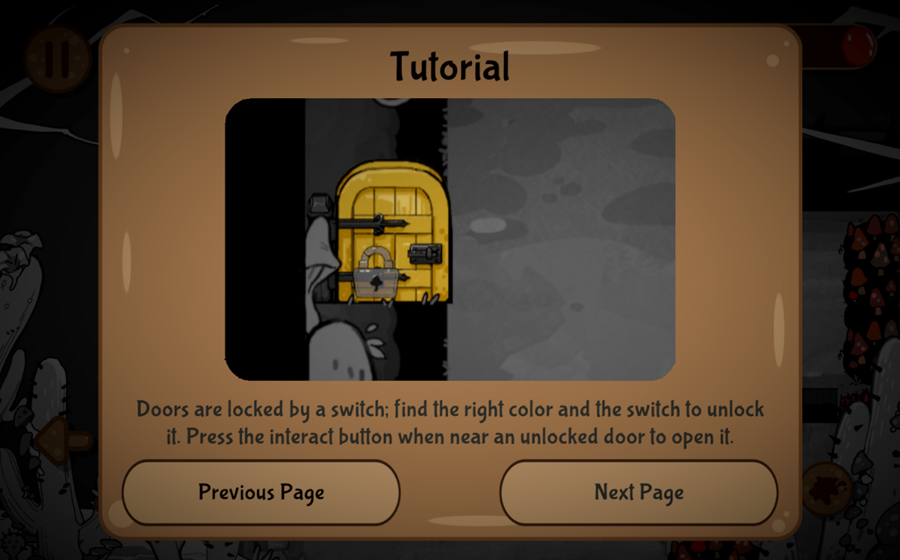 Tutorial
Doors are locked by a switch; find the right color and the switch to unlock
it. Press the interact button when near an unlocked door to open it.
Previous Page
Next Page